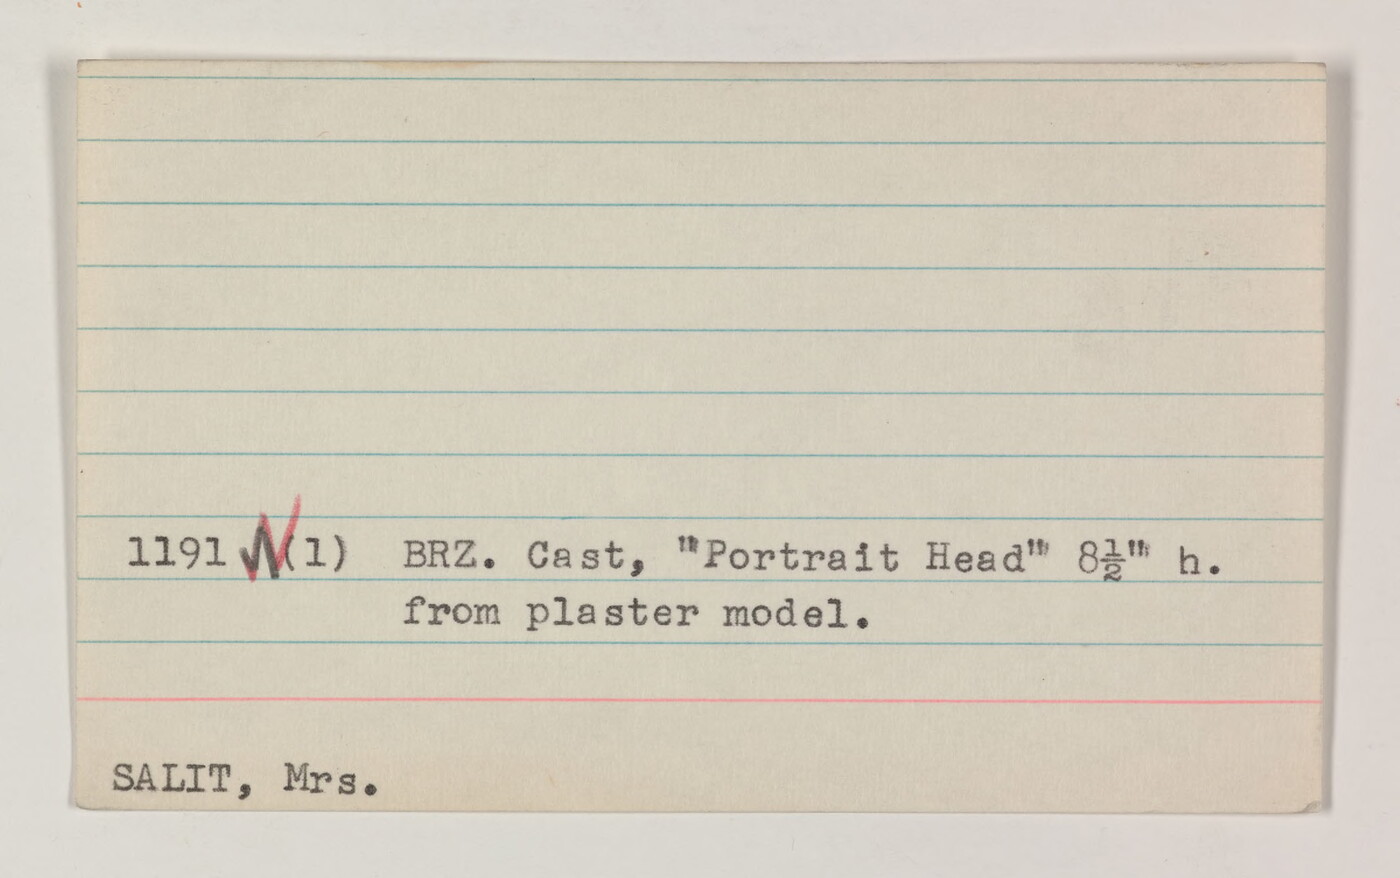 1191 (1) BRZ. Cast, "Portrait Head" 8½" h.
from plaster model.
SALIT, Mrs.